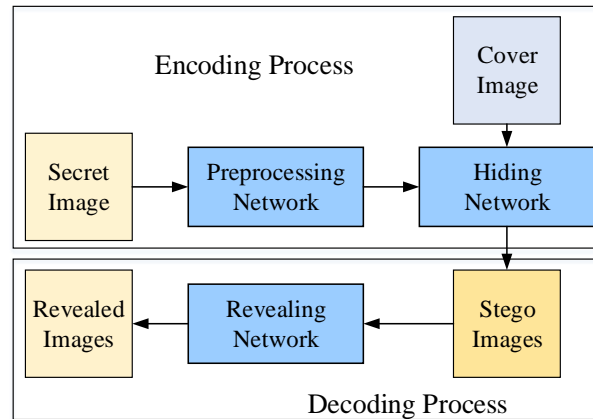 Encoding Process
Cover
Image
Secret
Image
Preprocessing
Network
Hiding
Network
Revealed
Images
Revealing
Network
Stego
Images
Decoding Process